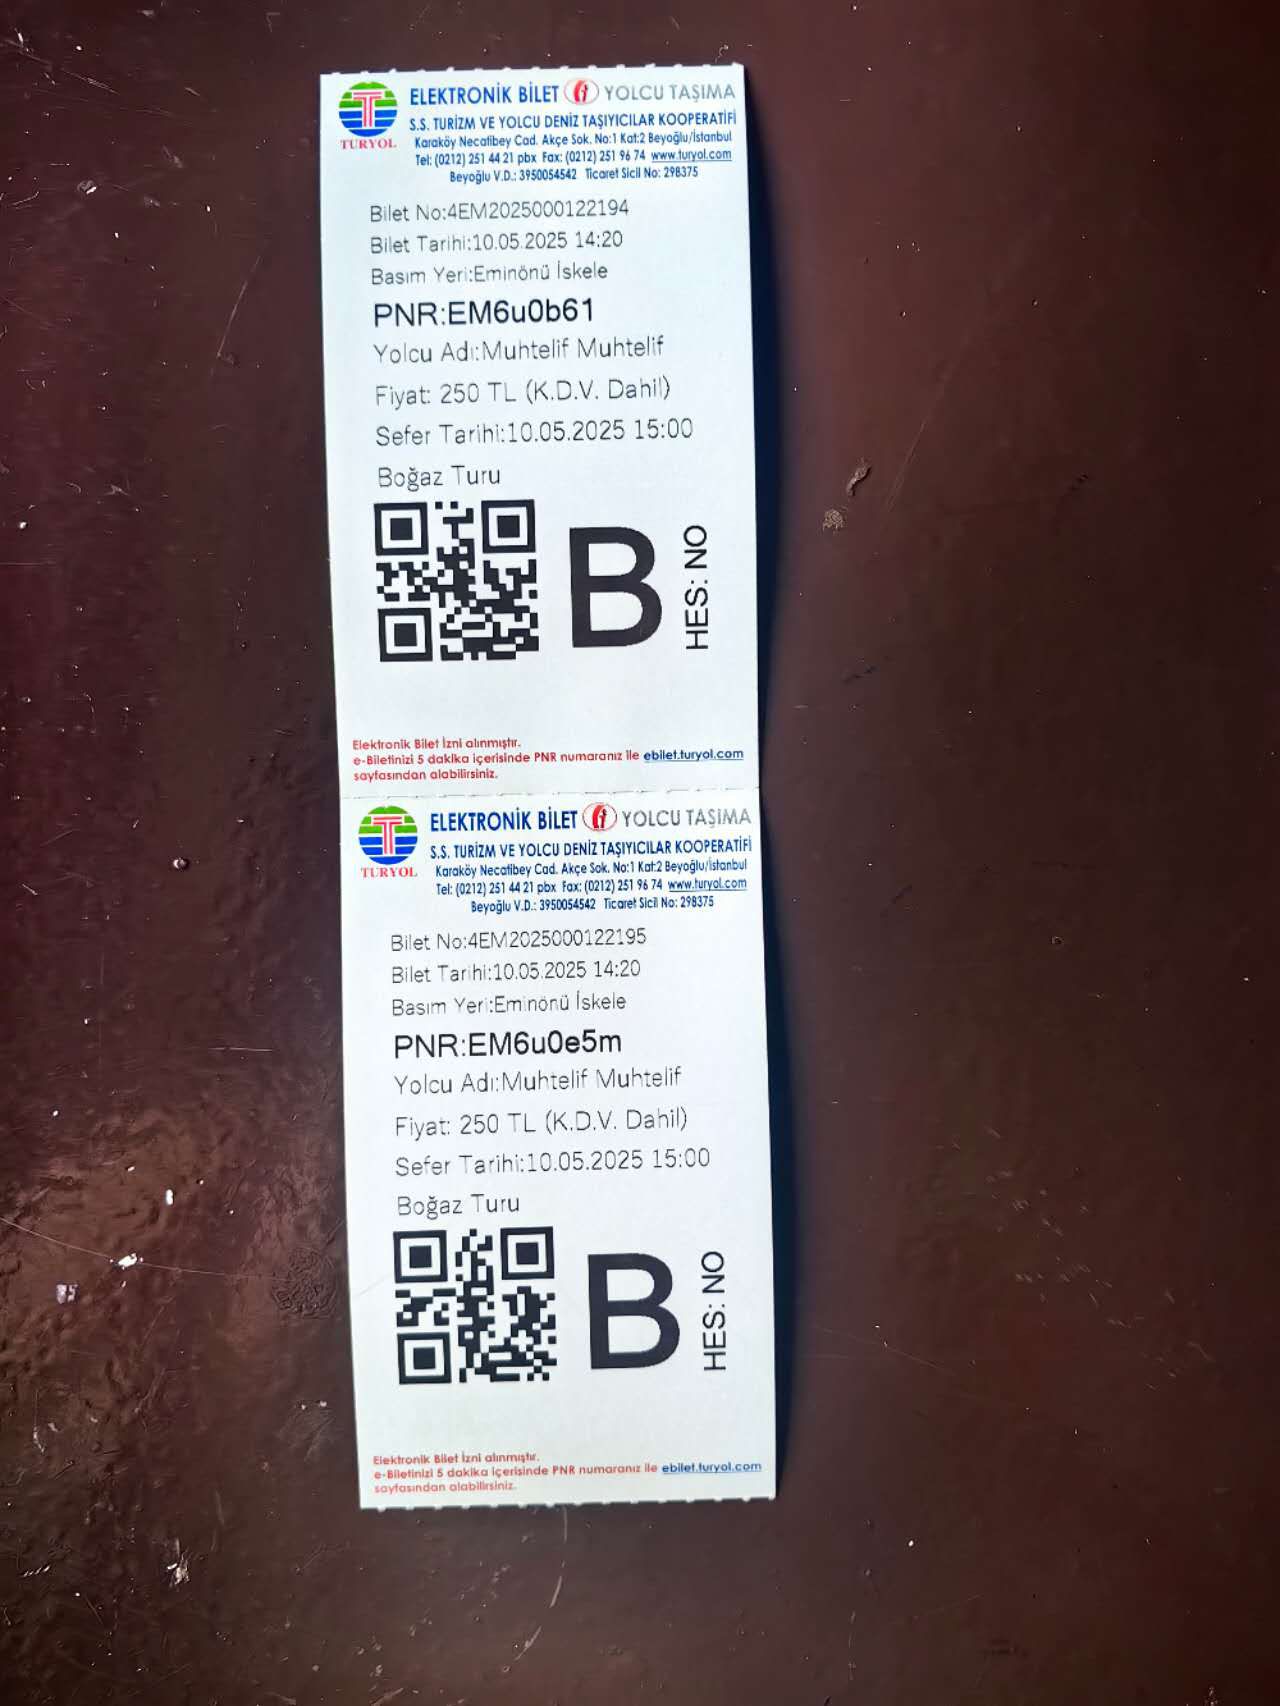 ELEKTRONİK BİLET YOLCU TAŞIMA
S.S. TURİZM VE YOLCU DENİZ TAŞIYICILAR KOOPERATİFİ
Karaköy Necatibey Cad. Akçe Sok. No:1 Kat:2 Beyoğlu/İstanbul
Tel: (0212) 251 44 21 pbx Fax: (0212) 251 96 74 www.turyol.com
Beyoğlu V.D.: 3950054542 Ticaret Sicil No: 298375
TURYOL
Bilet No:4EM2025000122194
Bilet Tarihi:10.05.2025 14:20
Basım Yeri:Eminönü İskele
PNR:EM6u0b61
Yolcu Adı:Muhtelif Muhtelif
Fiyat: 250 TL (K.D.V. Dahil)
Sefer Tarihi:10.05.2025 15:00
Boğaz Turu
B
HES: NO
Elektronik Bilet İzni alınmıştır.
e-Biletinizi 5 dakika içerisinde PNR numaranız ile ebilet.turyol.com
sayfasından alabilirsiniz.
ELEKTRONİK BİLET YOLCU TAŞIMA
S.S. TURİZM VE YOLCU DENİZ TAŞIYICILAR KOOPERATİFİ
Karaköy Necatibey Cad. Akçe Sok. No:1 Kat:2 Beyoğlu/İstanbul
Tel: (0212) 251 44 21 pbx Fax: (0212) 251 96 74 www.turyol.com
Beyoğlu V.D.: 3950054542 Ticaret Sicil No: 298375
TURYOL
Bilet No:4EM2025000122195
Bilet Tarihi:10.05.2025 14:20
Basım Yeri:Eminönü İskele
PNR:EM6u0e5m
Yolcu Adı:Muhtelif Muhtelif
Fiyat: 250 TL (K.D.V. Dahil)
Sefer Tarihi:10.05.2025 15:00
Boğaz Turu
B
HES: NO
Elektronik Bilet İzni alınmıştır.
e-Biletinizi 5 dakika içerisinde PNR numaranız ile ebilet.turyol.com
sayfasından alabilirsiniz.